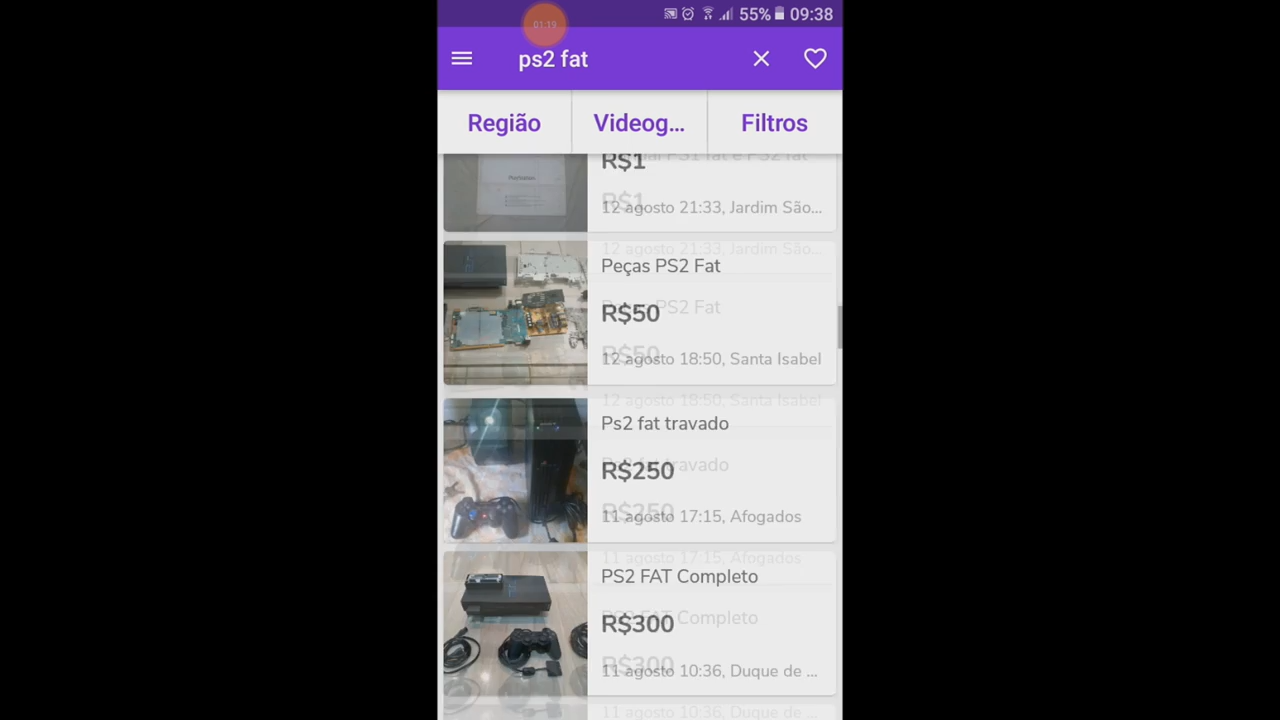 01:19
55% 09:38
ps2 fat
Região
Videog...
Filtros
R$1
12 agosto 21:33, Jardim São...
Peças PS2 Fat
R$50
12 agosto 18:50, Santa Isabel
Ps2 fat travado
R$250
11 agosto 17:15, Afogados
PS2 FAT Completo
R$300
11 agosto 10:36, Duque de ...